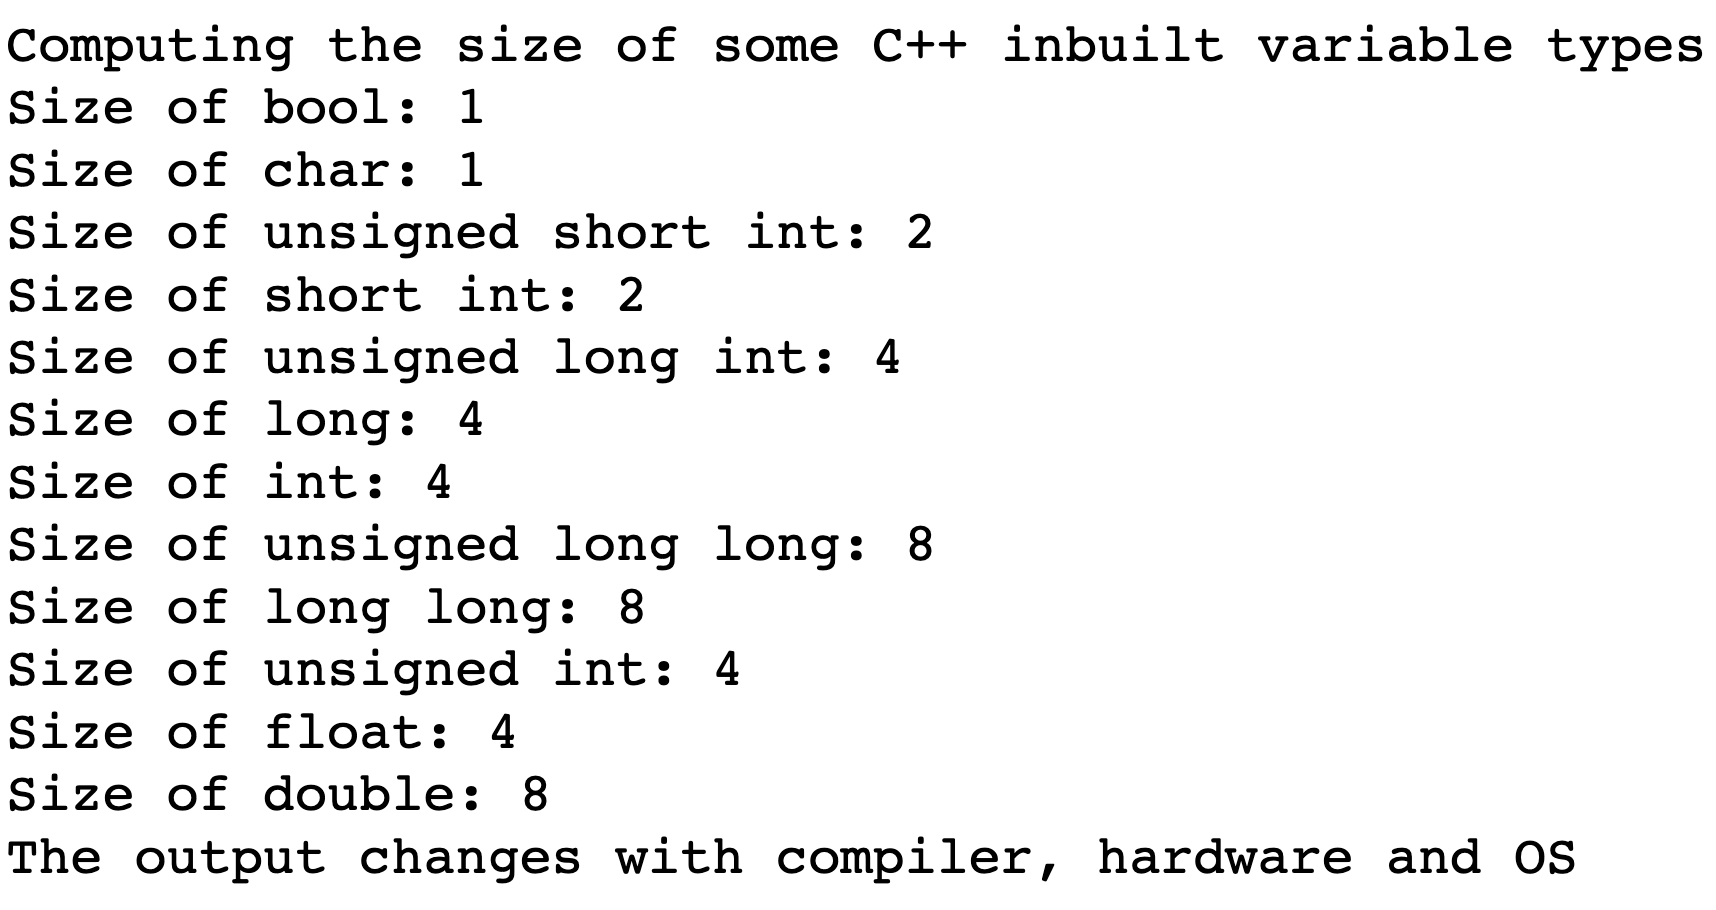 Computing the size of some C++ inbuilt variable types
Size of bool: 1
Size of char: 1
Size of unsigned short int: 2
Size of short int: 2
Size of unsigned long int: 4
Size of long: 4
Size of int: 4
Size of unsigned long long: 8
Size of long long: 8
Size of unsigned int: 4
Size of float: 4
Size of double: 8
The output changes with compiler, hardware and OS